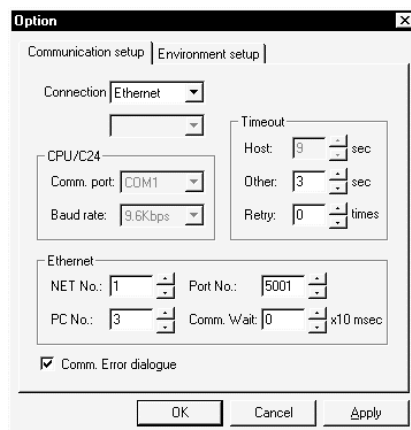 Option
Communication setup
Environment setup
Connection Ethernet
Timeout
Host: 9 sec
Other: 3 sec
Retry: 0 times
CPU/C24
Comm. port: COM1
Baud rate: 9.6Kbps
Ethernet
NET No.: 1 Port No.: 5001
PC No.: 3 Comm. Wait: 0 x10 msec
Comm. Error dialogue
OK Cancel Apply